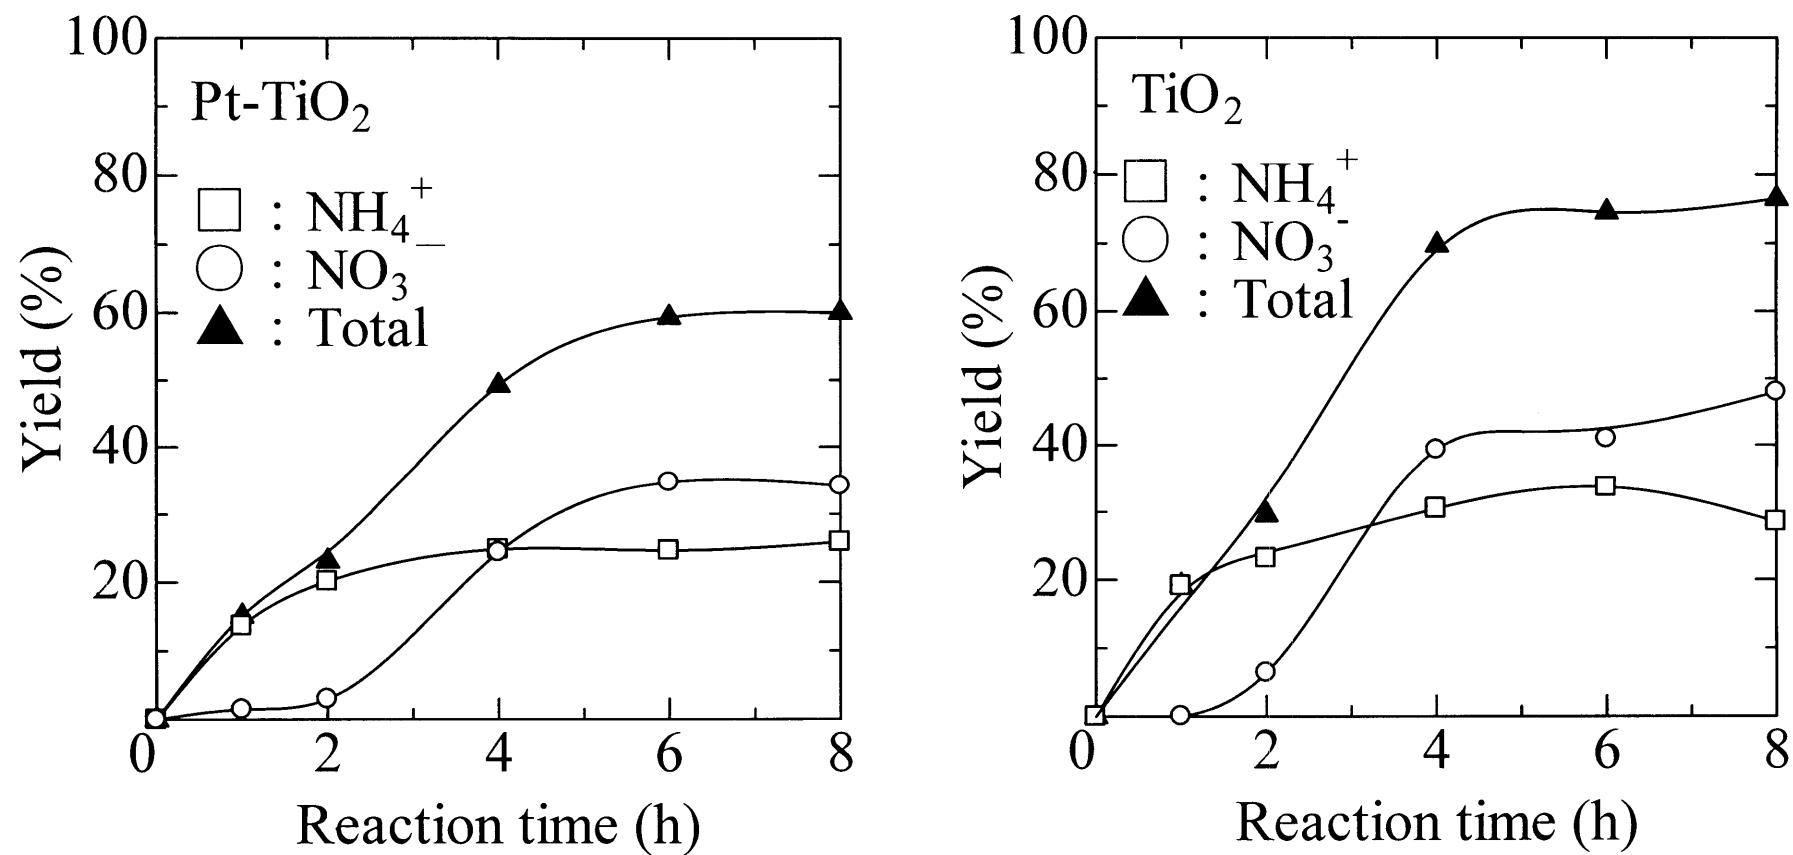 100
80
60
40
20
0
2
4
6
8
Yield (%)
Reaction time (h)
Pt-TiO₂
: NH₄⁺
: NO₃⁻
: Total
100
80
60
40
20
0
2
4
6
8
Yield (%)
Reaction time (h)
TiO₂
: NH₄⁺
: NO₃⁻
: Total